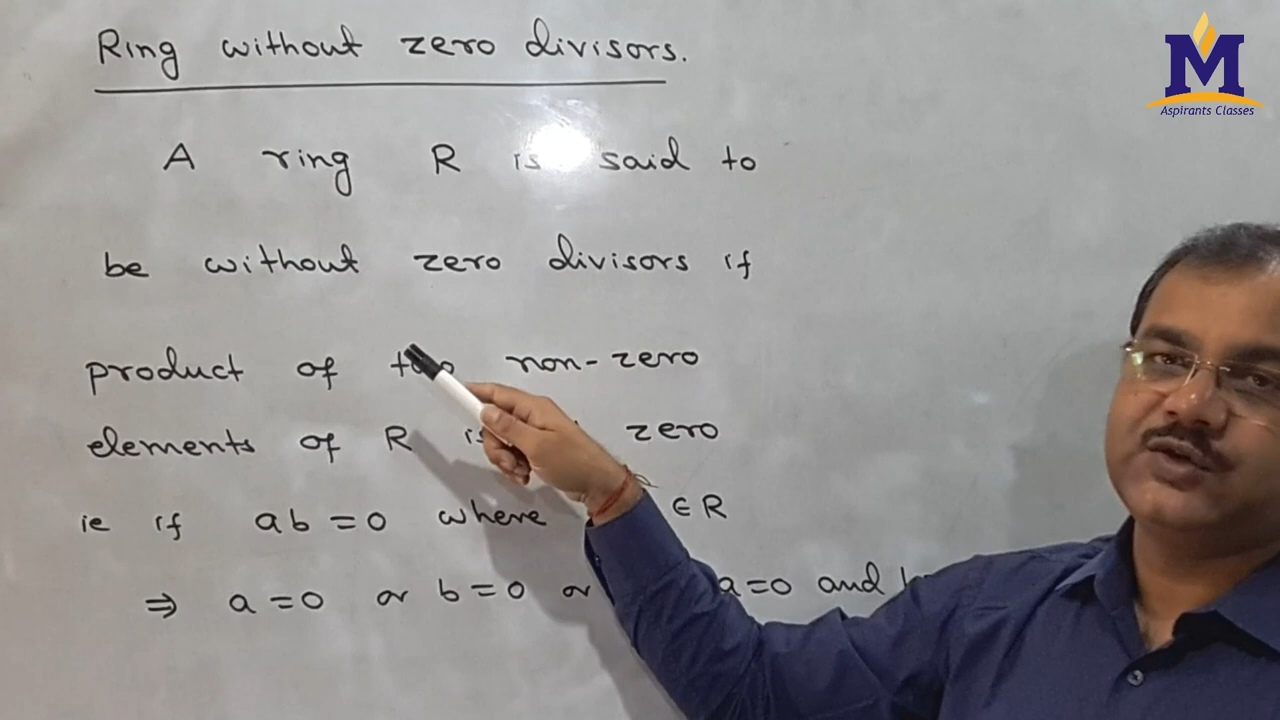 Ring without zero divisors.
A ring R is said to
be without zero divisors if
product of two non-zero
elements of R zero
ie if ab = 0 where ∈ R
⇒ a = 0 or b = 0 or a = 0 and
M
Aspirants Classes